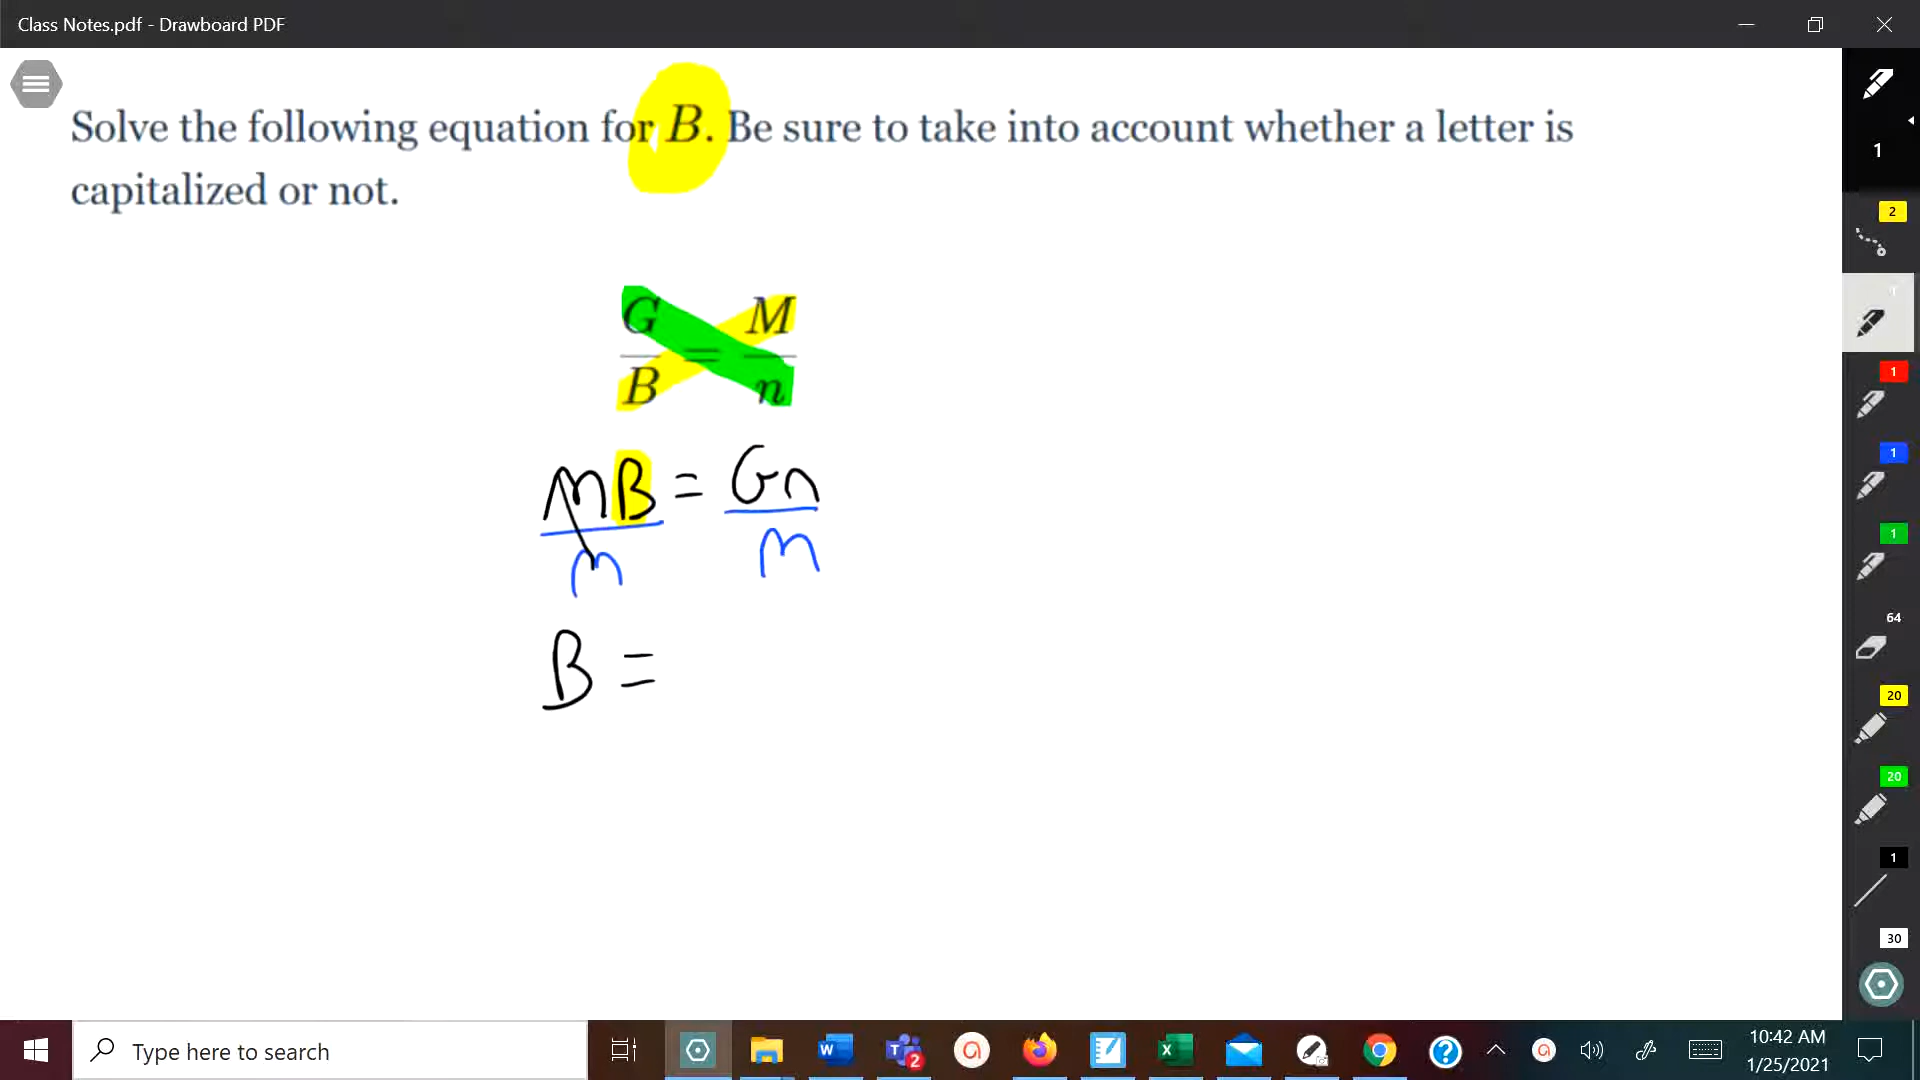 Class Notes.pdf - Drawboard PDF
Solve the following equation for B. Be sure to take into account whether a letter is
capitalized or not.
G/B = M/n
MB/M = Gn/M
B =
1
2
1
1
1
1
64
20
20
1
30
Type here to search
2
10:42 AM
1/25/2021